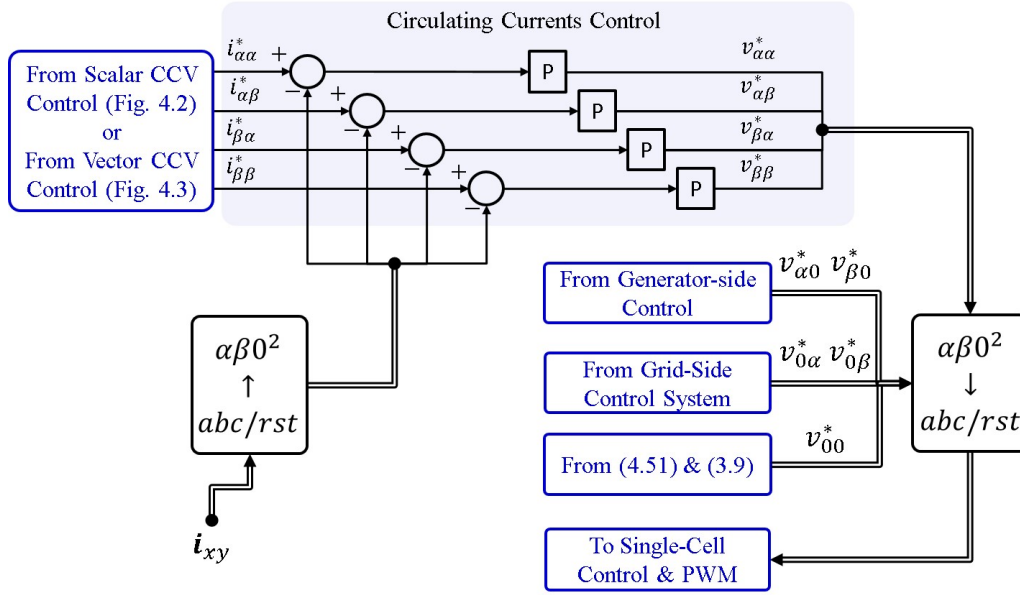 Circulating Currents Control
From Scalar CCV
Control (Fig. 4.2)
or
From Vector CCV
Control (Fig. 4.3)
i*αα
i*αβ
i*βα
i*ββ
+
−
+
−
+
−
+
−
P
P
P
P
v*αα
v*αβ
v*βα
v*ββ
From Generator-side
Control
v*α0 v*β0
From Grid-Side
Control System
v*0α v*0β
From (4.51) & (3.9)
v*00
αβ0²
↑
abc/rst
i_xy
αβ0²
↓
abc/rst
To Single-Cell
Control & PWM